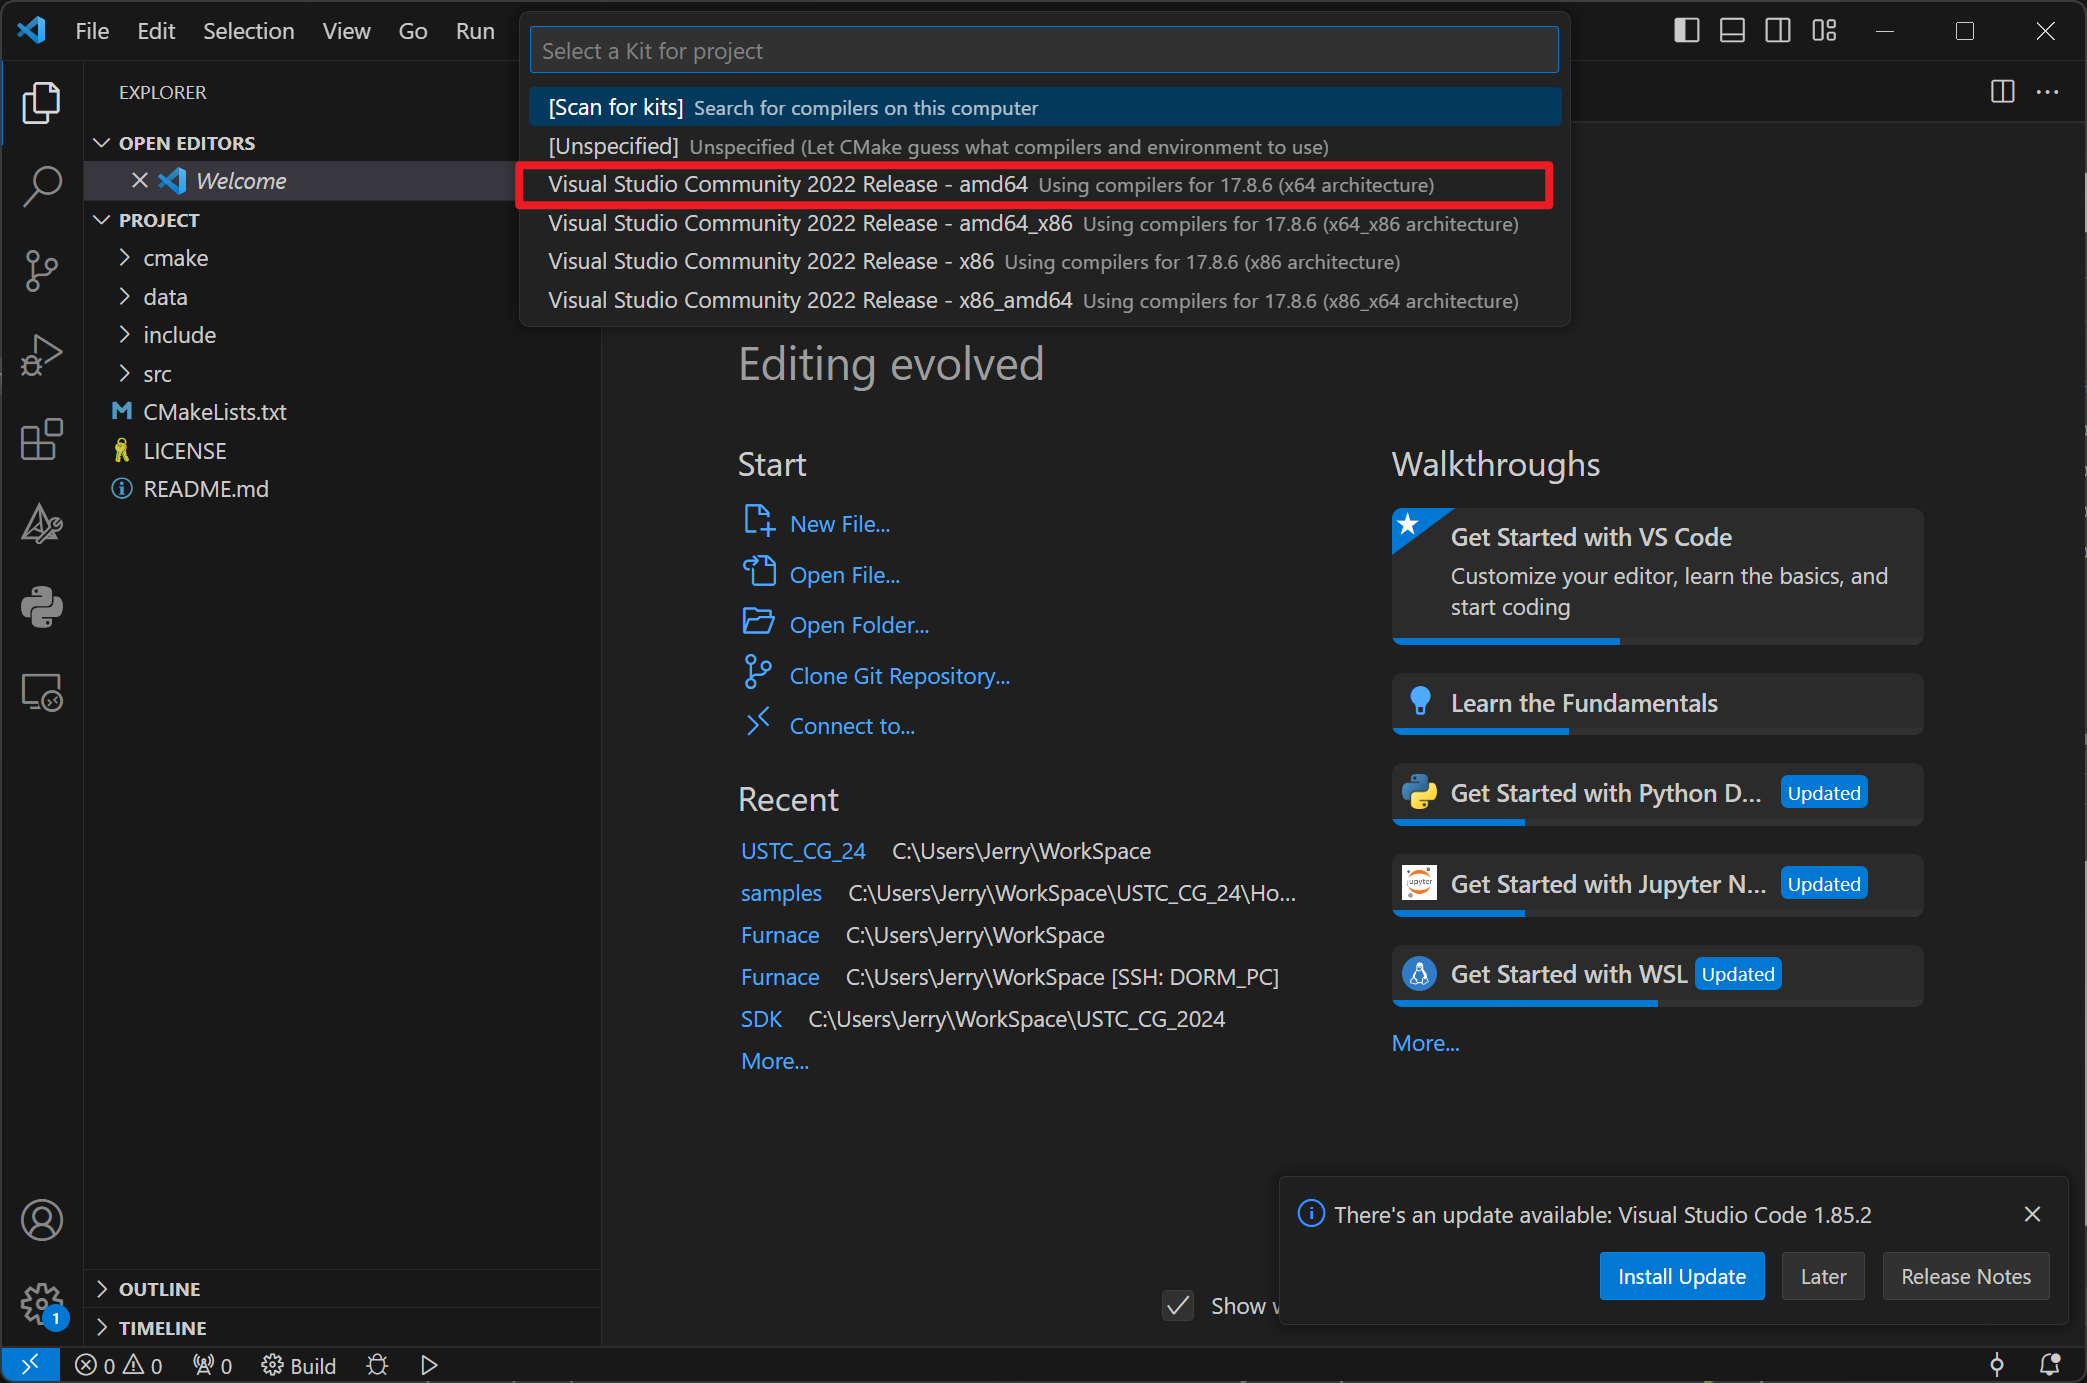 File Edit Selection View Go Run
Select a Kit for project
[Scan for kits] Search for compilers on this computer
[Unspecified] Unspecified (Let CMake guess what compilers and environment to use)
Visual Studio Community 2022 Release - amd64 Using compilers for 17.8.6 (x64 architecture)
Visual Studio Community 2022 Release - amd64_x86 Using compilers for 17.8.6 (x64_x86 architecture)
Visual Studio Community 2022 Release - x86 Using compilers for 17.8.6 (x86 architecture)
Visual Studio Community 2022 Release - x86_amd64 Using compilers for 17.8.6 (x86_x64 architecture)
EXPLORER
OPEN EDITORS
Welcome
PROJECT
cmake
data
include
src
CMakeLists.txt
LICENSE
README.md
OUTLINE
TIMELINE
Editing evolved
Start
New File...
Open File...
Open Folder...
Clone Git Repository...
Connect to...
Recent
USTC_CG_24 C:\Users\Jerry\WorkSpace
samples C:\Users\Jerry\WorkSpace\USTC_CG_24\Ho...
Furnace C:\Users\Jerry\WorkSpace
Furnace C:\Users\Jerry\WorkSpace [SSH: DORM_PC]
SDK C:\Users\Jerry\WorkSpace\USTC_CG_2024
More...
Walkthroughs
Get Started with VS Code
Customize your editor, learn the basics, and
start coding
Learn the Fundamentals
Get Started with Python D... Updated
jupyter
Get Started with Jupyter N... Updated
Get Started with WSL Updated
More...
There's an update available: Visual Studio Code 1.85.2
Install Update Later Release Notes
Show
1
0 0 0 Build